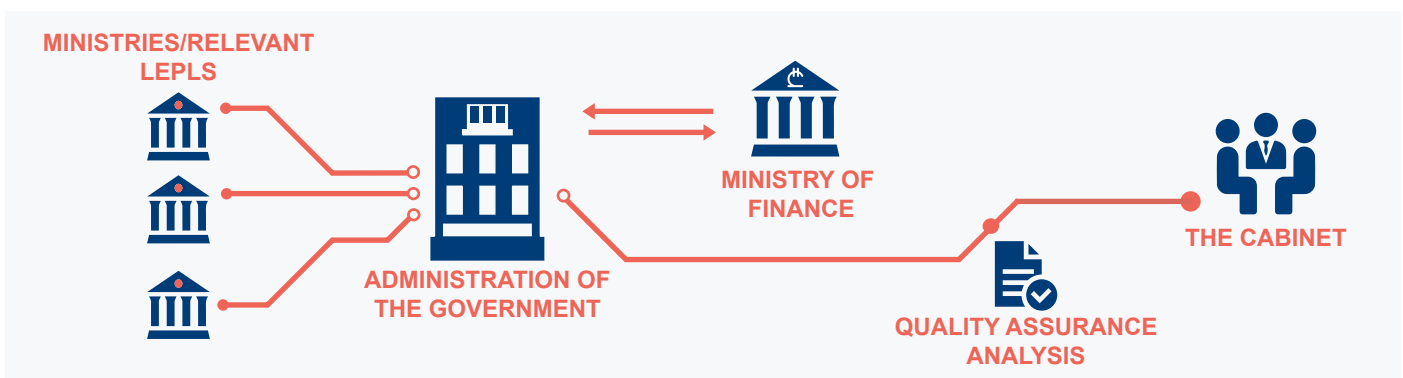 MINISTRIES/RELEVANT
LEPLS
₾
MINISTRY OF
FINANCE
THE CABINET
ADMINISTRATION OF
THE GOVERNMENT
QUALITY ASSURANCE
ANALYSIS